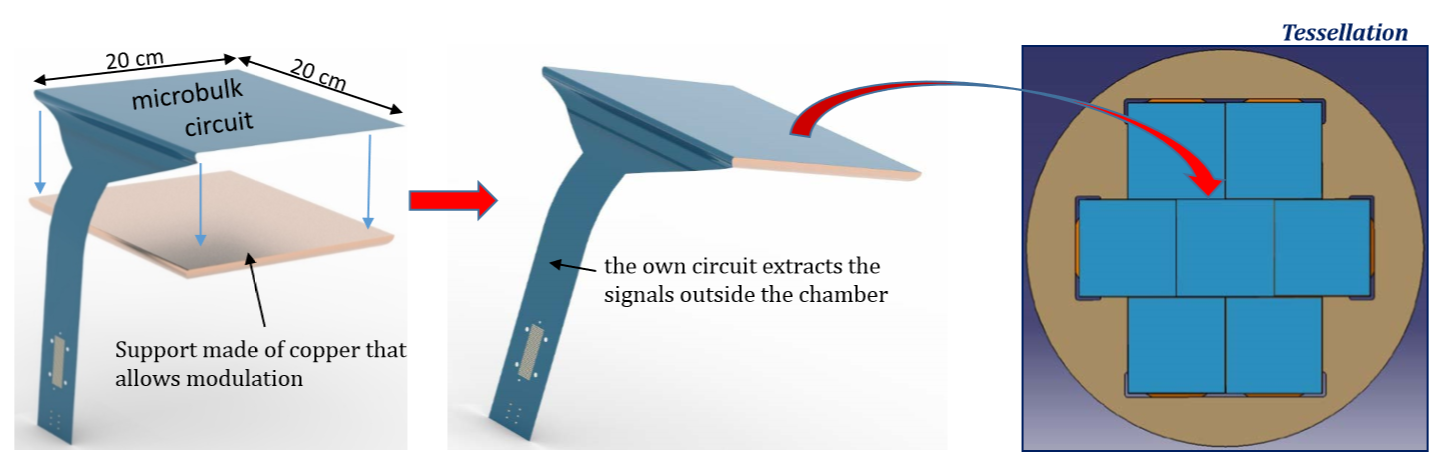 Tessellation
20 cm
20 cm
microbulk
circuit
the own circuit extracts the
signals outside the chamber
Support made of copper that
allows modulation